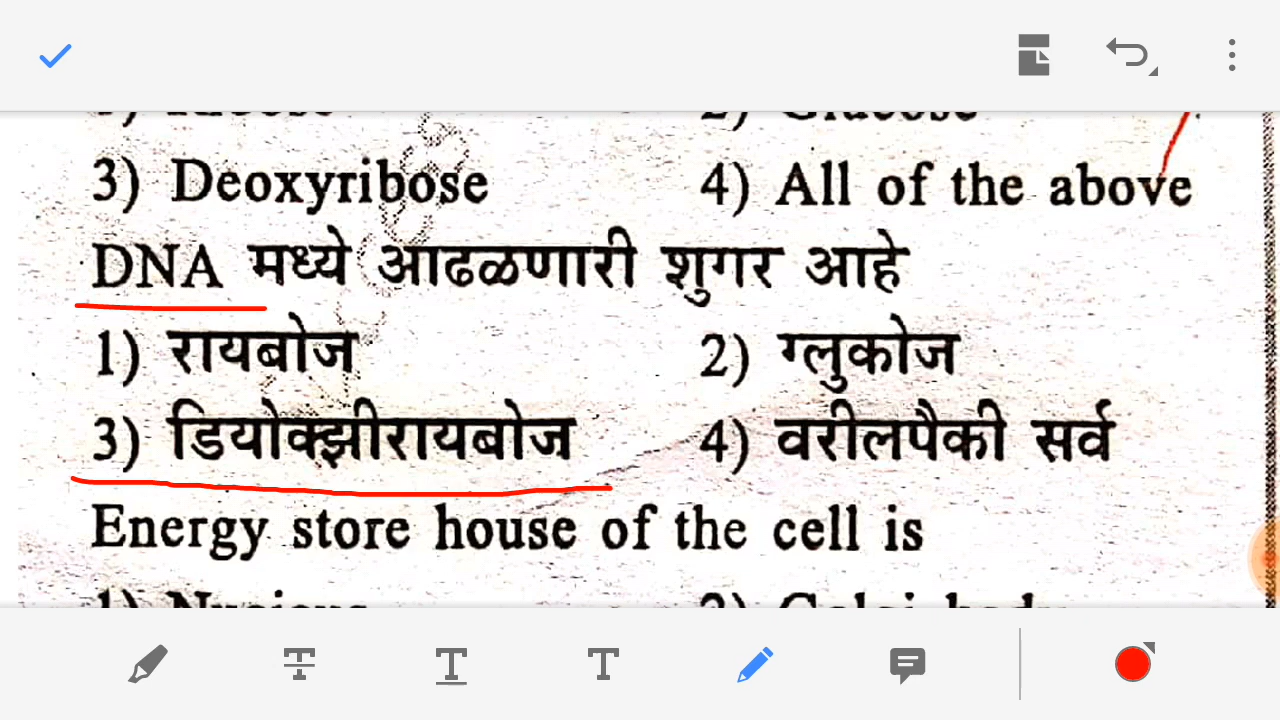 3) Deoxyribose 4) All of the above
DNA मध्ये आढळणारी शुगर आहे
1) रायबोज 2) ग्लुकोज
3) डियोक्झीरायबोज 4) वरीलपैकी सर्व
Energy store house of the cell is